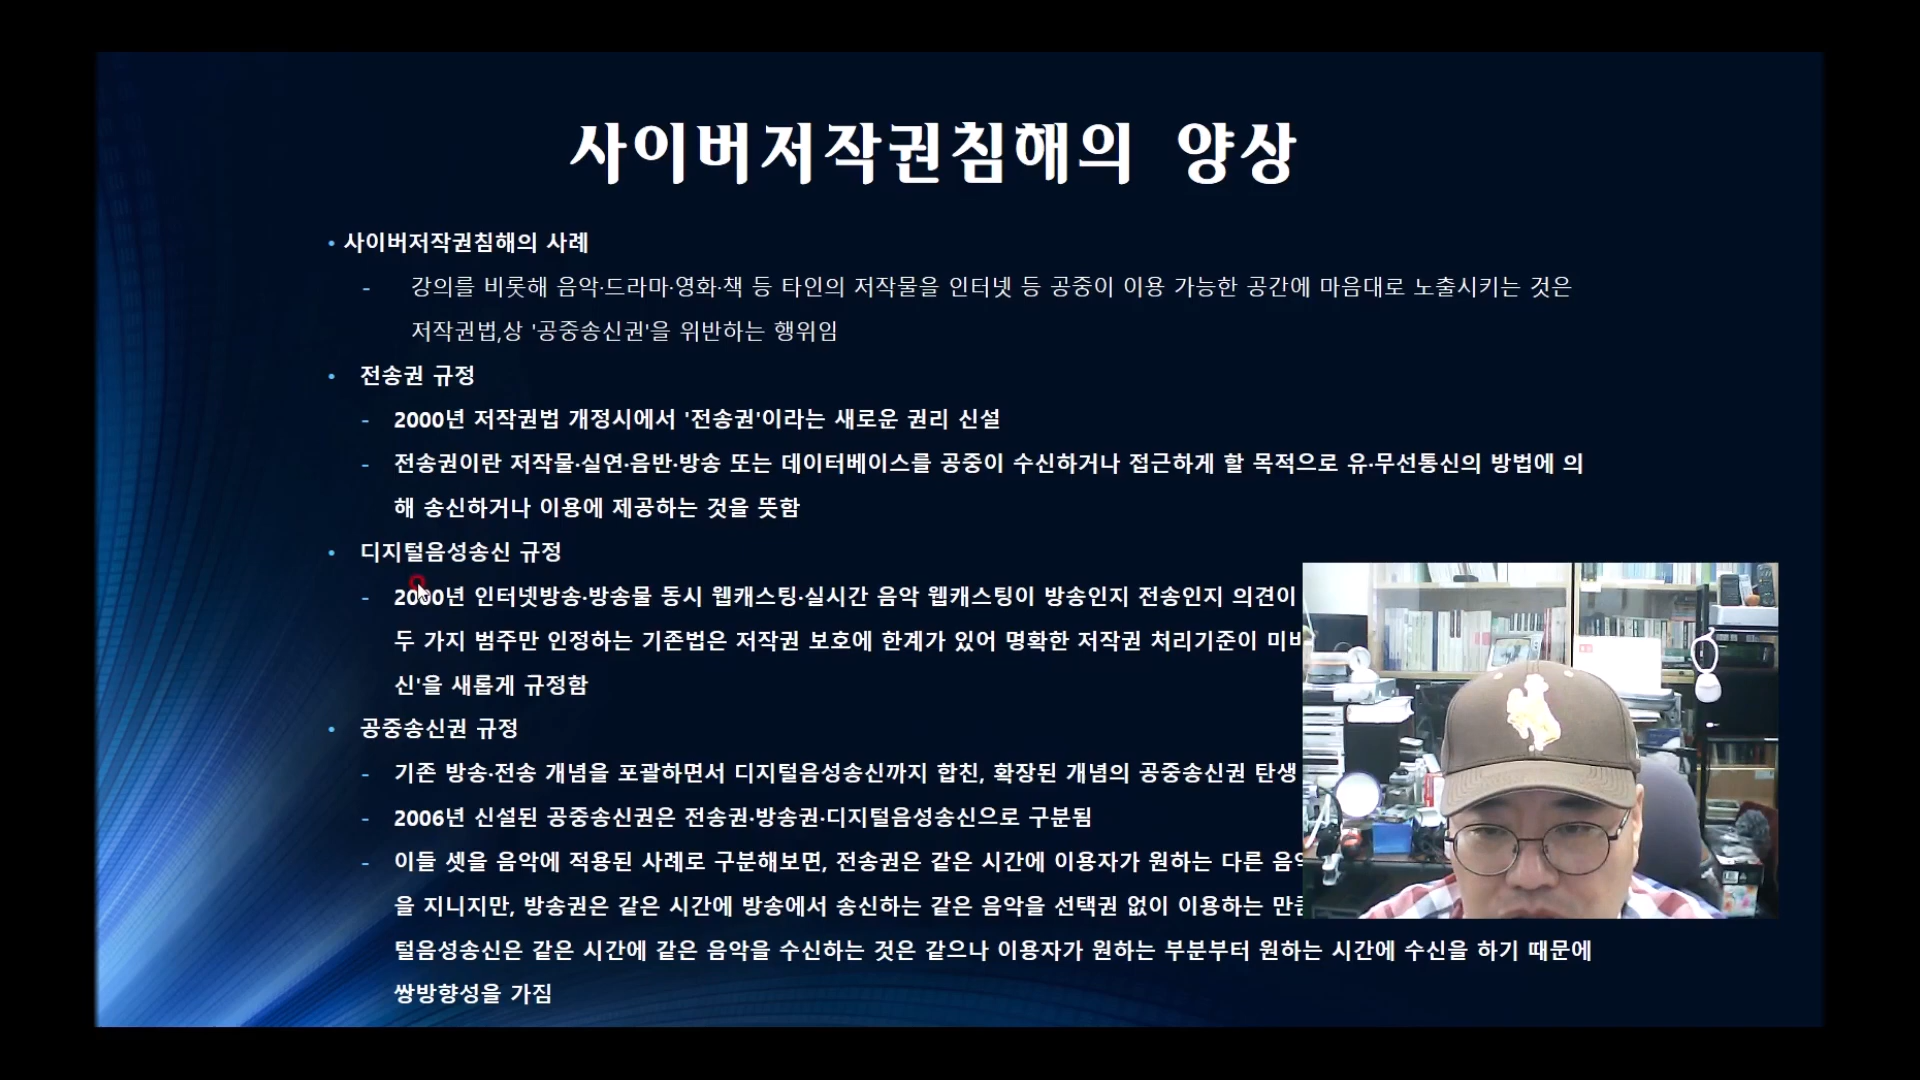 사이버저작권침해의 양상
• 사이버저작권침해의 사례
- 강의를 비롯해 음악·드라마·영화·책 등 타인의 저작물을 인터넷 등 공중이 이용 가능한 공간에 마음대로 노출시키는 것은
저작권법,상 '공중송신권'을 위반하는 행위임
• 전송권 규정
- 2000년 저작권법 개정시에서 '전송권'이라는 새로운 권리 신설
- 전송권이란 저작물·실연·음반·방송 또는 데이터베이스를 공중이 수신하거나 접근하게 할 목적으로 유·무선통신의 방법에 의
해 송신하거나 이용에 제공하는 것을 뜻함
• 디지털음성송신 규정
- 2000년 인터넷방송·방송물 동시 웹캐스팅·실시간 음악 웹캐스팅이 방송인지 전송인지 의견이
두 가지 범주만 인정하는 기존법은 저작권 보호에 한계가 있어 명확한 저작권 처리기준이
신'을 새롭게 규정함
• 공중송신권 규정
- 기존 방송·전송 개념을 포괄하면서 디지털음성송신까지 합친, 확장된 개념의 공중송신권 탄생
- 2006년 신설된 공중송신권은 전송권·방송권·디지털음성송신으로 구분됨
- 이들 셋을 음악에 적용된 사례로 구분해보면, 전송권은 같은 시간에 이용자가 원하는 다른
을 지니지만, 방송권은 같은 시간에 방송에서 송신하는 같은 음악을 선택권 없이 이용하는
털음성송신은 같은 시간에 같은 음악을 수신하는 것은 같으나 이용자가 원하는 부분부터 원하는 시간에 수신을 하기 때문에
쌍방향성을 가짐